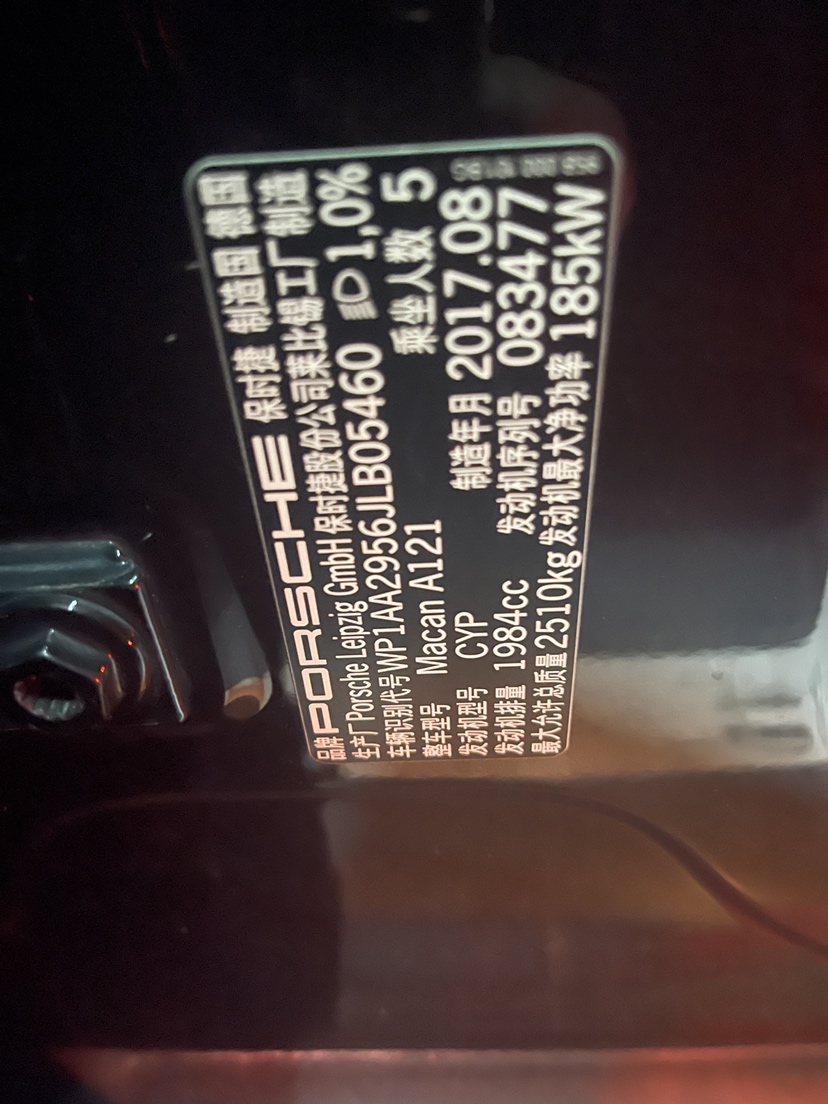 品牌 PORSCHE 保时捷 制造国 德国
生产厂 Porsche Leipzig GmbH 保时捷股份公司莱比锡工厂制造
车辆识别代号 WP1AA2956JLB05460 1,0%
整车型号 Macan A121 乘坐人数 5
发动机型号 CYP 制造年月 2017.08
发动机排量 1984cc 发动机序列号 083477
最大允许总质量 2510kg 发动机最大净功率 185kW